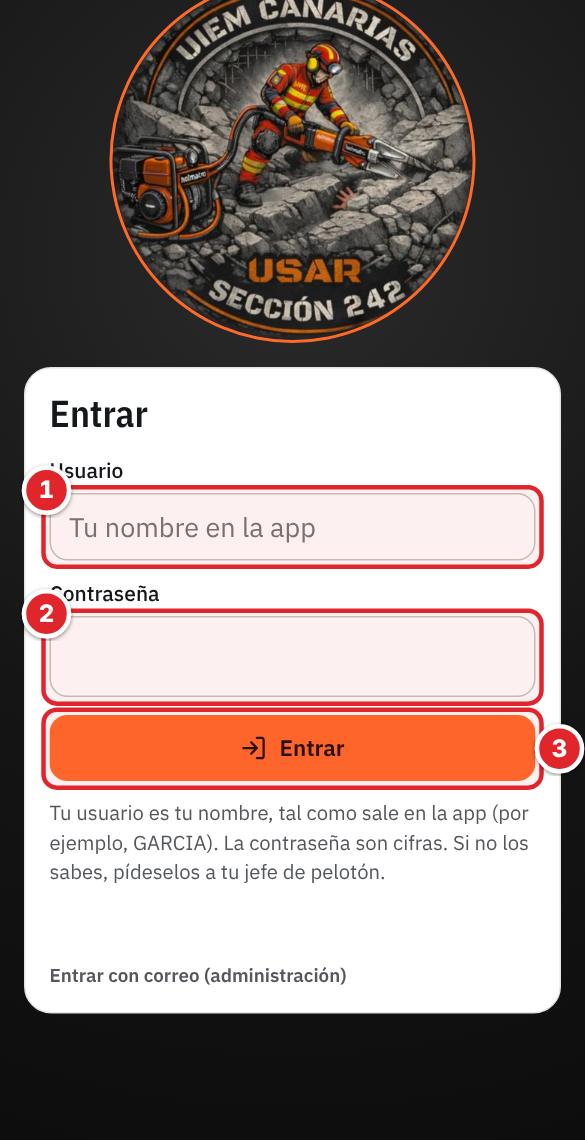 UIEM CANARIAS
UME
holmatro
USAR
SECCIÓN 242
Entrar
Usuario
1
Tu nombre en la app
Contraseña
2
Entrar
3
Tu usuario es tu nombre, tal como sale en la app (por
ejemplo, GARCIA). La contraseña son cifras. Si no los
sabes, pídeselos a tu jefe de pelotón.
Entrar con correo (administración)